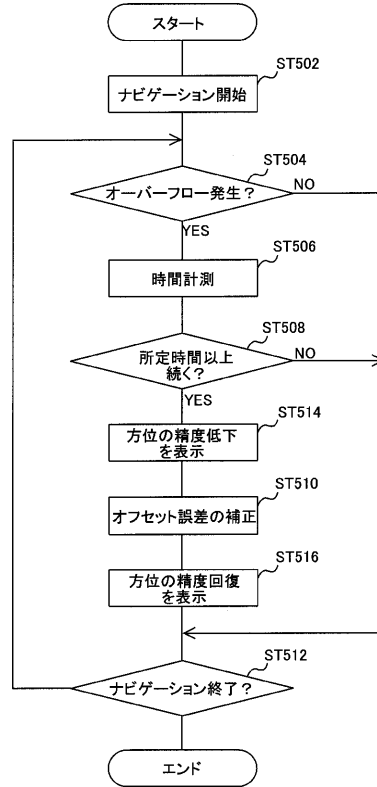 スタート
ST502
ナビゲーション開始
ST504
オーバーフロー発生?
NO
YES
ST506
時間計測
ST508
所定時間以上
続く?
NO
YES
ST514
方位の精度低下
を表示
ST510
オフセット誤差の補正
ST516
方位の精度回復
を表示
ST512
ナビゲーション終了?
エンド